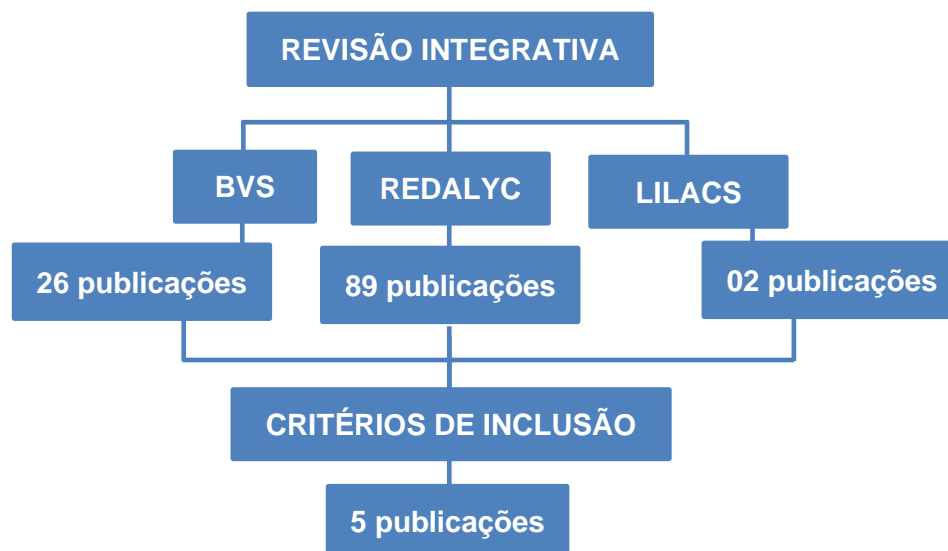 REVISÃO INTEGRATIVA
BVS
REDALYC
LILACS
26 publicações
89 publicações
02 publicações
CRITÉRIOS DE INCLUSÃO
5 publicações